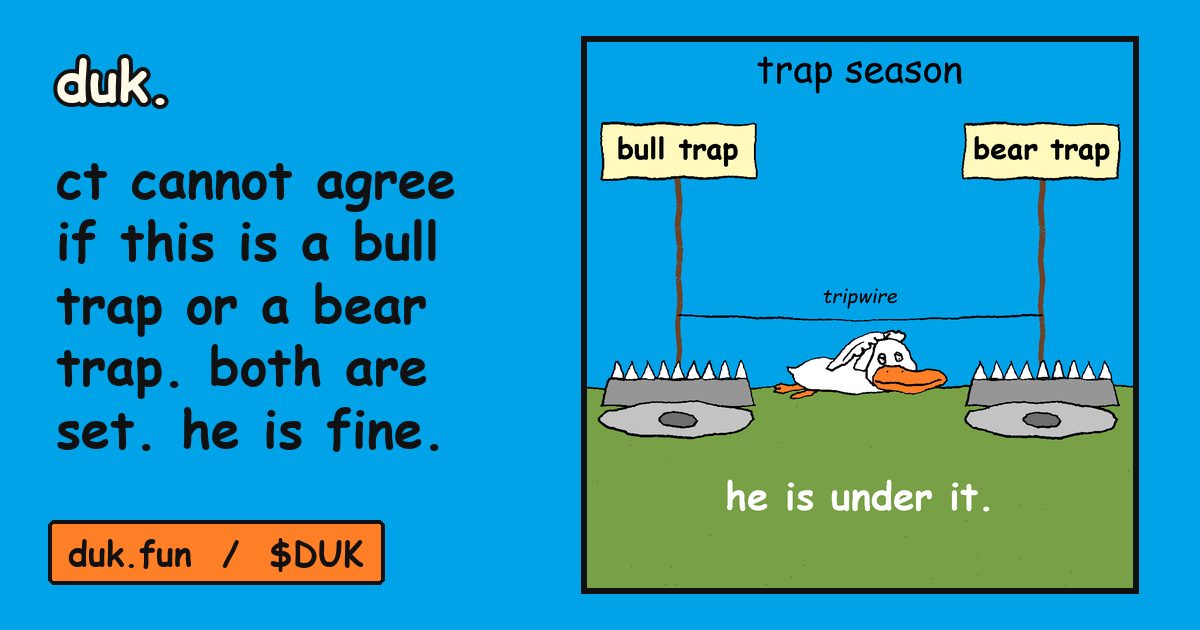 duk.
ct cannot agree
if this is a bull
trap or a bear
trap. both are
set. he is fine.
duk.fun / $DUK
trap season
bull trap
bear trap
tripwire
he is under it.